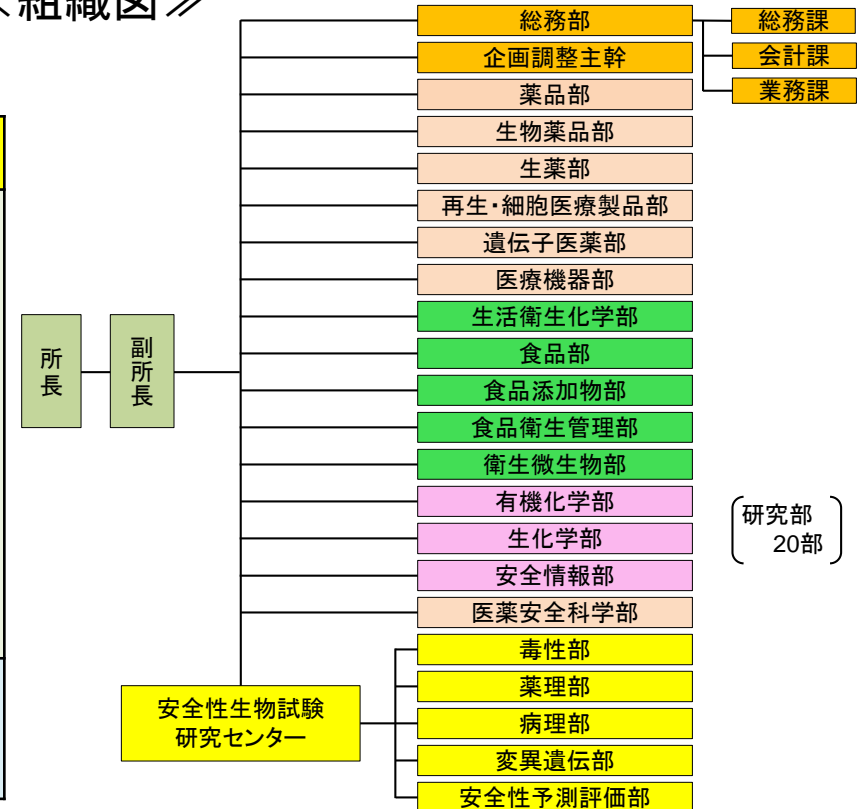 組織図≫
総務部
総務課
企画調整主幹
会計課
薬品部
業務課
生物薬品部
生薬部
再生・細胞医療製品部
遺伝子医薬部
医療機器部
生活衛生化学部
所長
副所長
食品部
食品添加物部
食品衛生管理部
衛生微生物部
有機化学部
研究部
20部
生化学部
安全情報部
医薬安全科学部
毒性部
安全性生物試験
研究センター
薬理部
病理部
変異遺伝部
安全性予測評価部